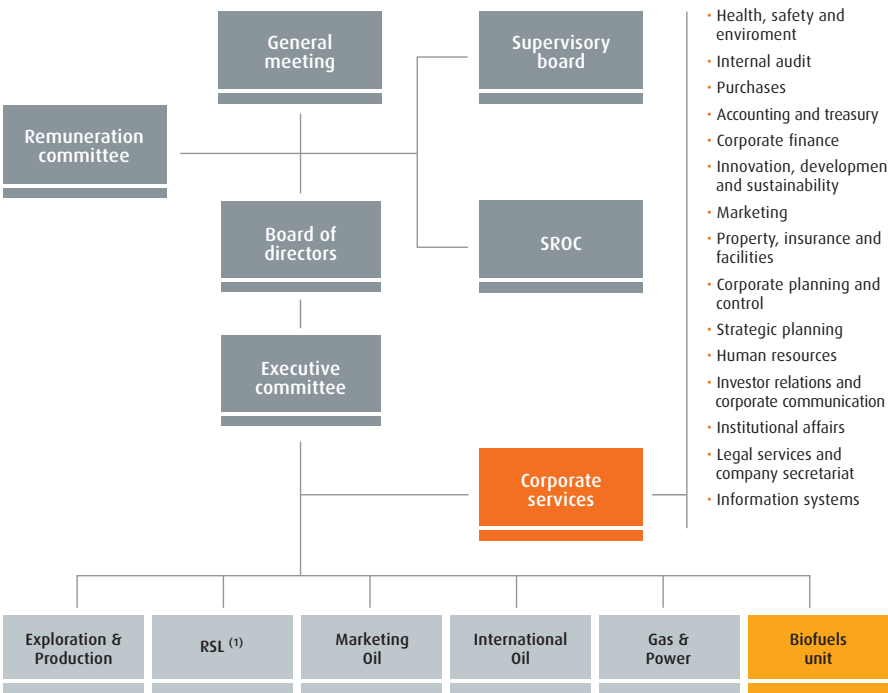 General
meeting
Supervisory
board
Remuneration
committee
Board of
directors
SROC
Executive
committee
Corporate
services
• Health, safety and
enviroment
• Internal audit
• Purchases
• Accounting and treasury
• Corporate finance
• Innovation, developmen
and sustainability
• Marketing
• Property, insurance and
facilities
• Corporate planning and
control
• Strategic planning
• Human resources
• Investor relations and
corporate communication
• Institutional affairs
• Legal services and
company secretariat
• Information systems
Exploration &
Production
RSL (1)
Marketing
Oil
International
Oil
Gas &
Power
Biofuels
unit